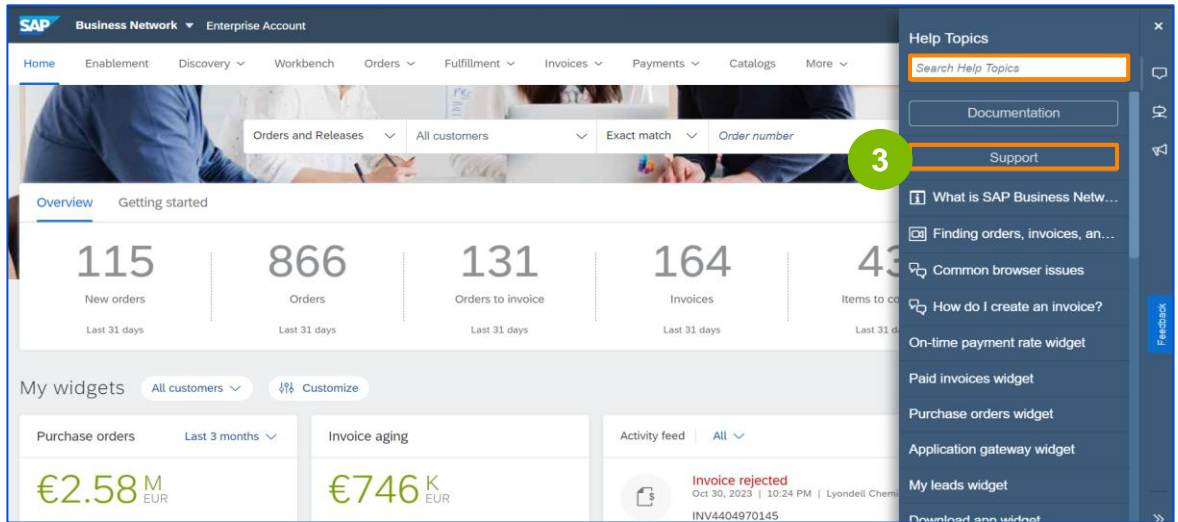 SAP Business Network Enterprise Account
Home Enablement Discovery Workbench Orders Fulfillment Invoices Payments Catalogs More
Orders and Releases All customers Exact match Order number
Overview Getting started
115 866 131 164
New orders Orders Orders to invoice Invoices Items to
Last 31 days Last 31 days Last 31 days Last 31 days Last 31
My widgets All customers Customize
Purchase orders Last 3 months Invoice aging Activity feed All
€2.58 M EUR €746 K EUR
Invoice rejected
Oct 30, 2023 | 10:24 PM | Lyondell Chemi
INV4404970145
Help Topics
Search Help Topics
Documentation
3 Support
What is SAP Business Netw...
Finding orders, invoices, an...
Common browser issues
How do I create an invoice?
On-time payment rate widget
Paid invoices widget
Purchase orders widget
Application gateway widget
My leads widget
Download app widget
Feedback